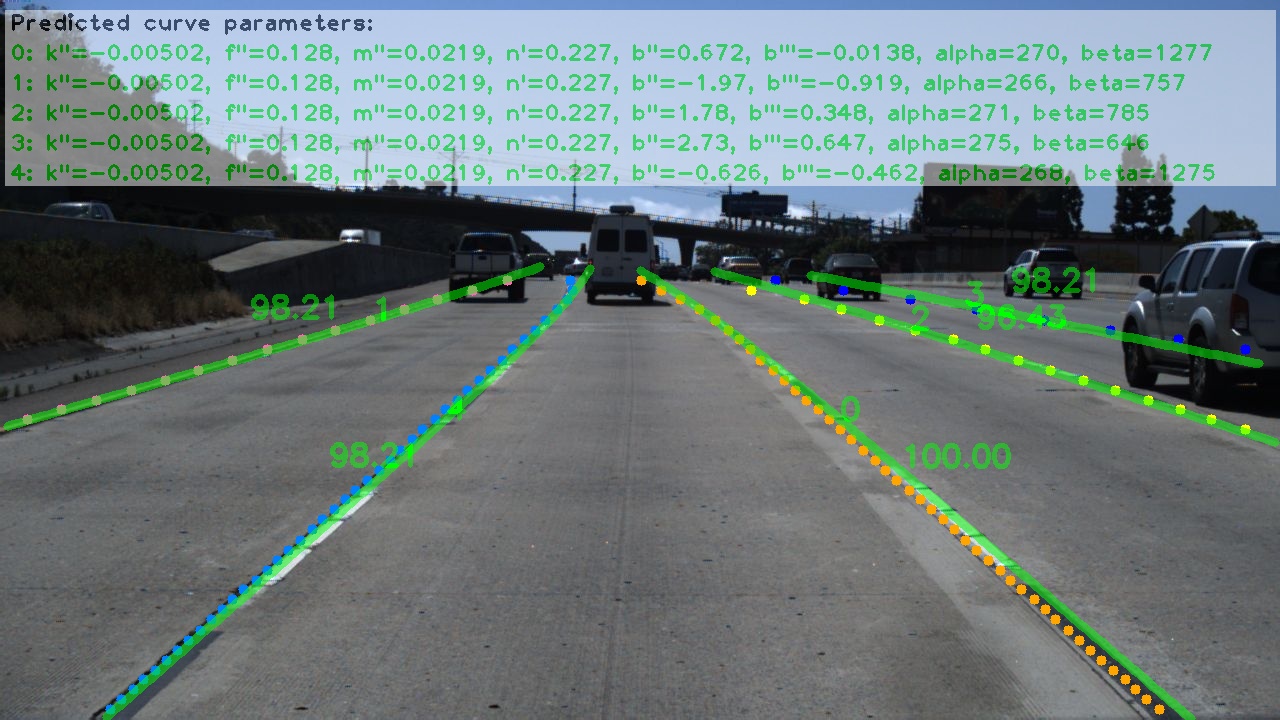 Predicted curve parameters:
0: k''=-0.00502, f''=0.128, m''=0.0219, n'=0.227, b''=0.672, b'''=-0.0138, alpha=270, beta=1277
1: k''=-0.00502, f''=0.128, m''=0.0219, n'=0.227, b''=-1.97, b'''=-0.919, alpha=266, beta=757
2: k''=-0.00502, f''=0.128, m''=0.0219, n'=0.227, b''=1.78, b'''=0.348, alpha=271, beta=785
3: k''=-0.00502, f''=0.128, m''=0.0219, n'=0.227, b''=2.73, b'''=0.647, alpha=275, beta=646
4: k''=-0.00502, f''=0.128, m''=0.0219, n'=0.227, b''=-0.626, b'''=-0.462, alpha=268, beta=1275
98.21
3
98.21 1
2 96.43
0
98.21
100.00